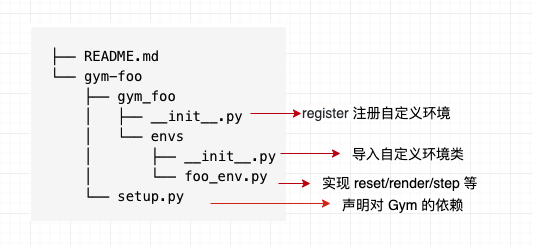 ├── README.md
└── gym-foo
    ├── gym_foo
    │   ├── __init__.py register 注册自定义环境
    │   └── envs
    │       ├── __init__.py 导入自定义环境类
    │       └── foo_env.py 实现 reset/render/step 等
    └── setup.py 声明对 Gym 的依赖